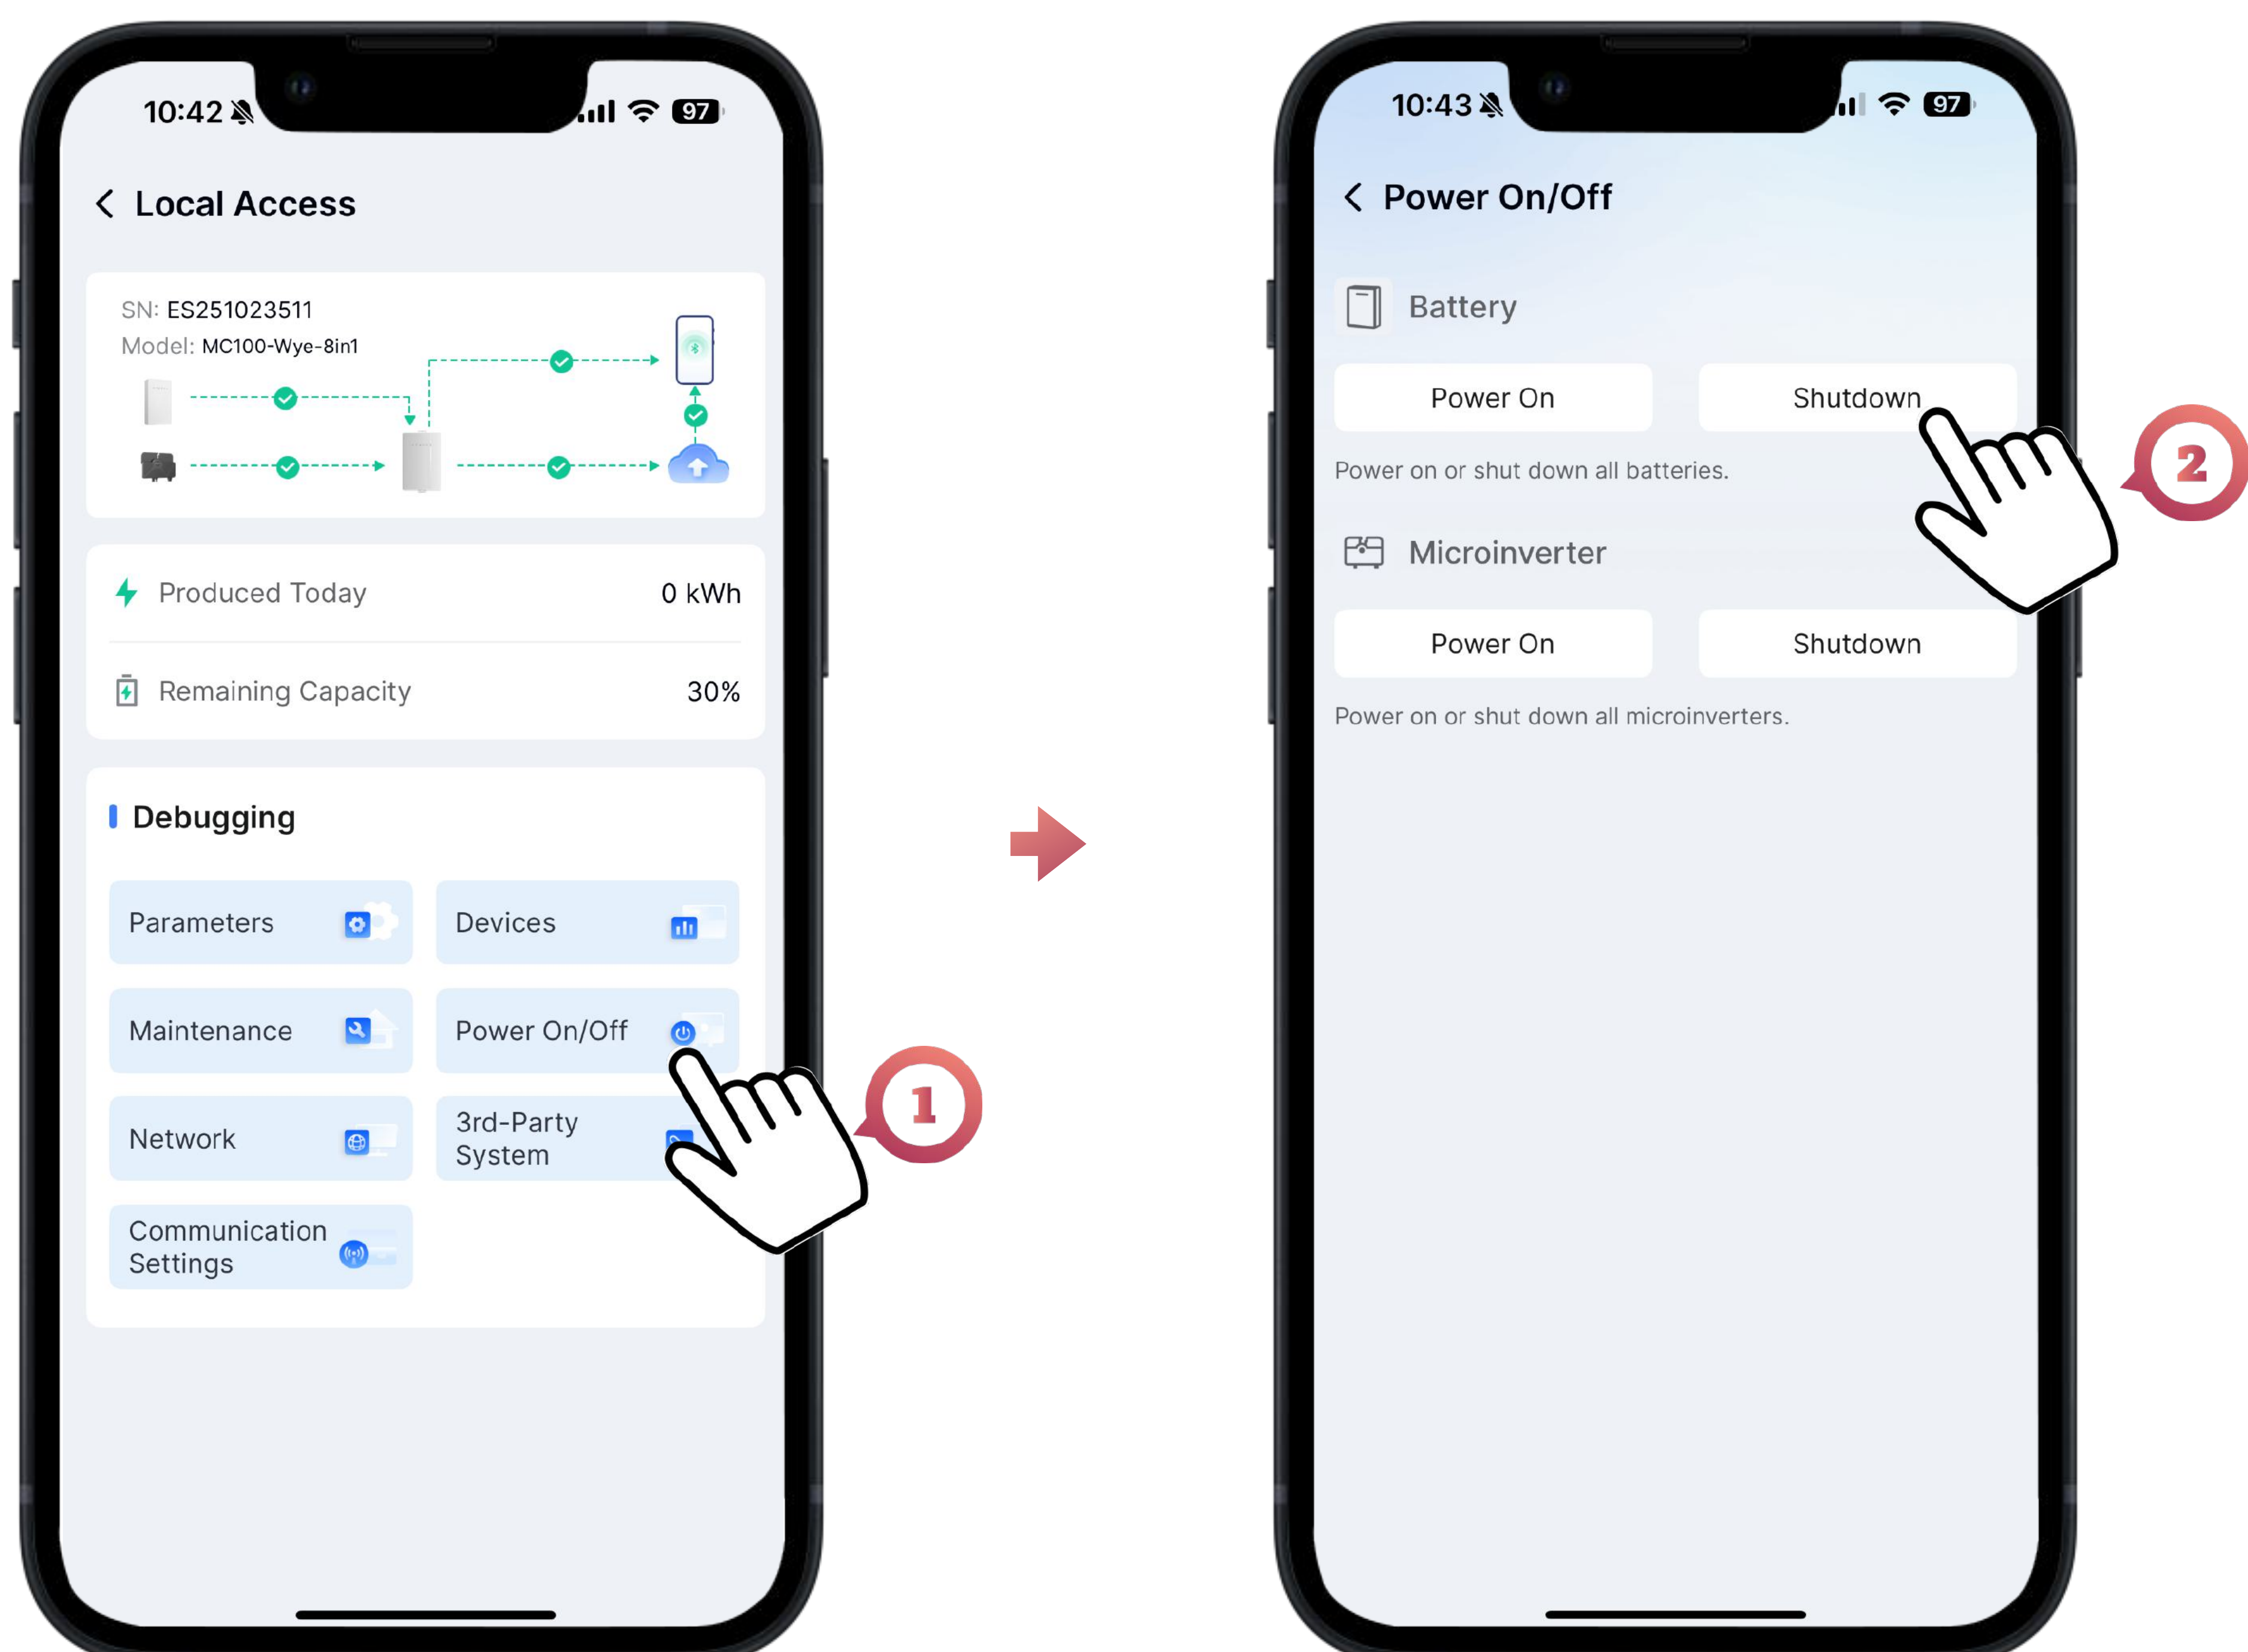 10:42
97
Local Access
SN: ES251023511
Model: MC100-Wye-8in1
Produced Today 0 kWh
Remaining Capacity 30%
Debugging
Parameters Devices
Maintenance Power On/Off
Network 3rd-Party
System
Communication
Settings
1
10:43
97
Power On/Off
Battery
Power On Shutdown
Power on or shut down all batteries.
2
Microinverter
Power On Shutdown
Power on or shut down all microinverters.